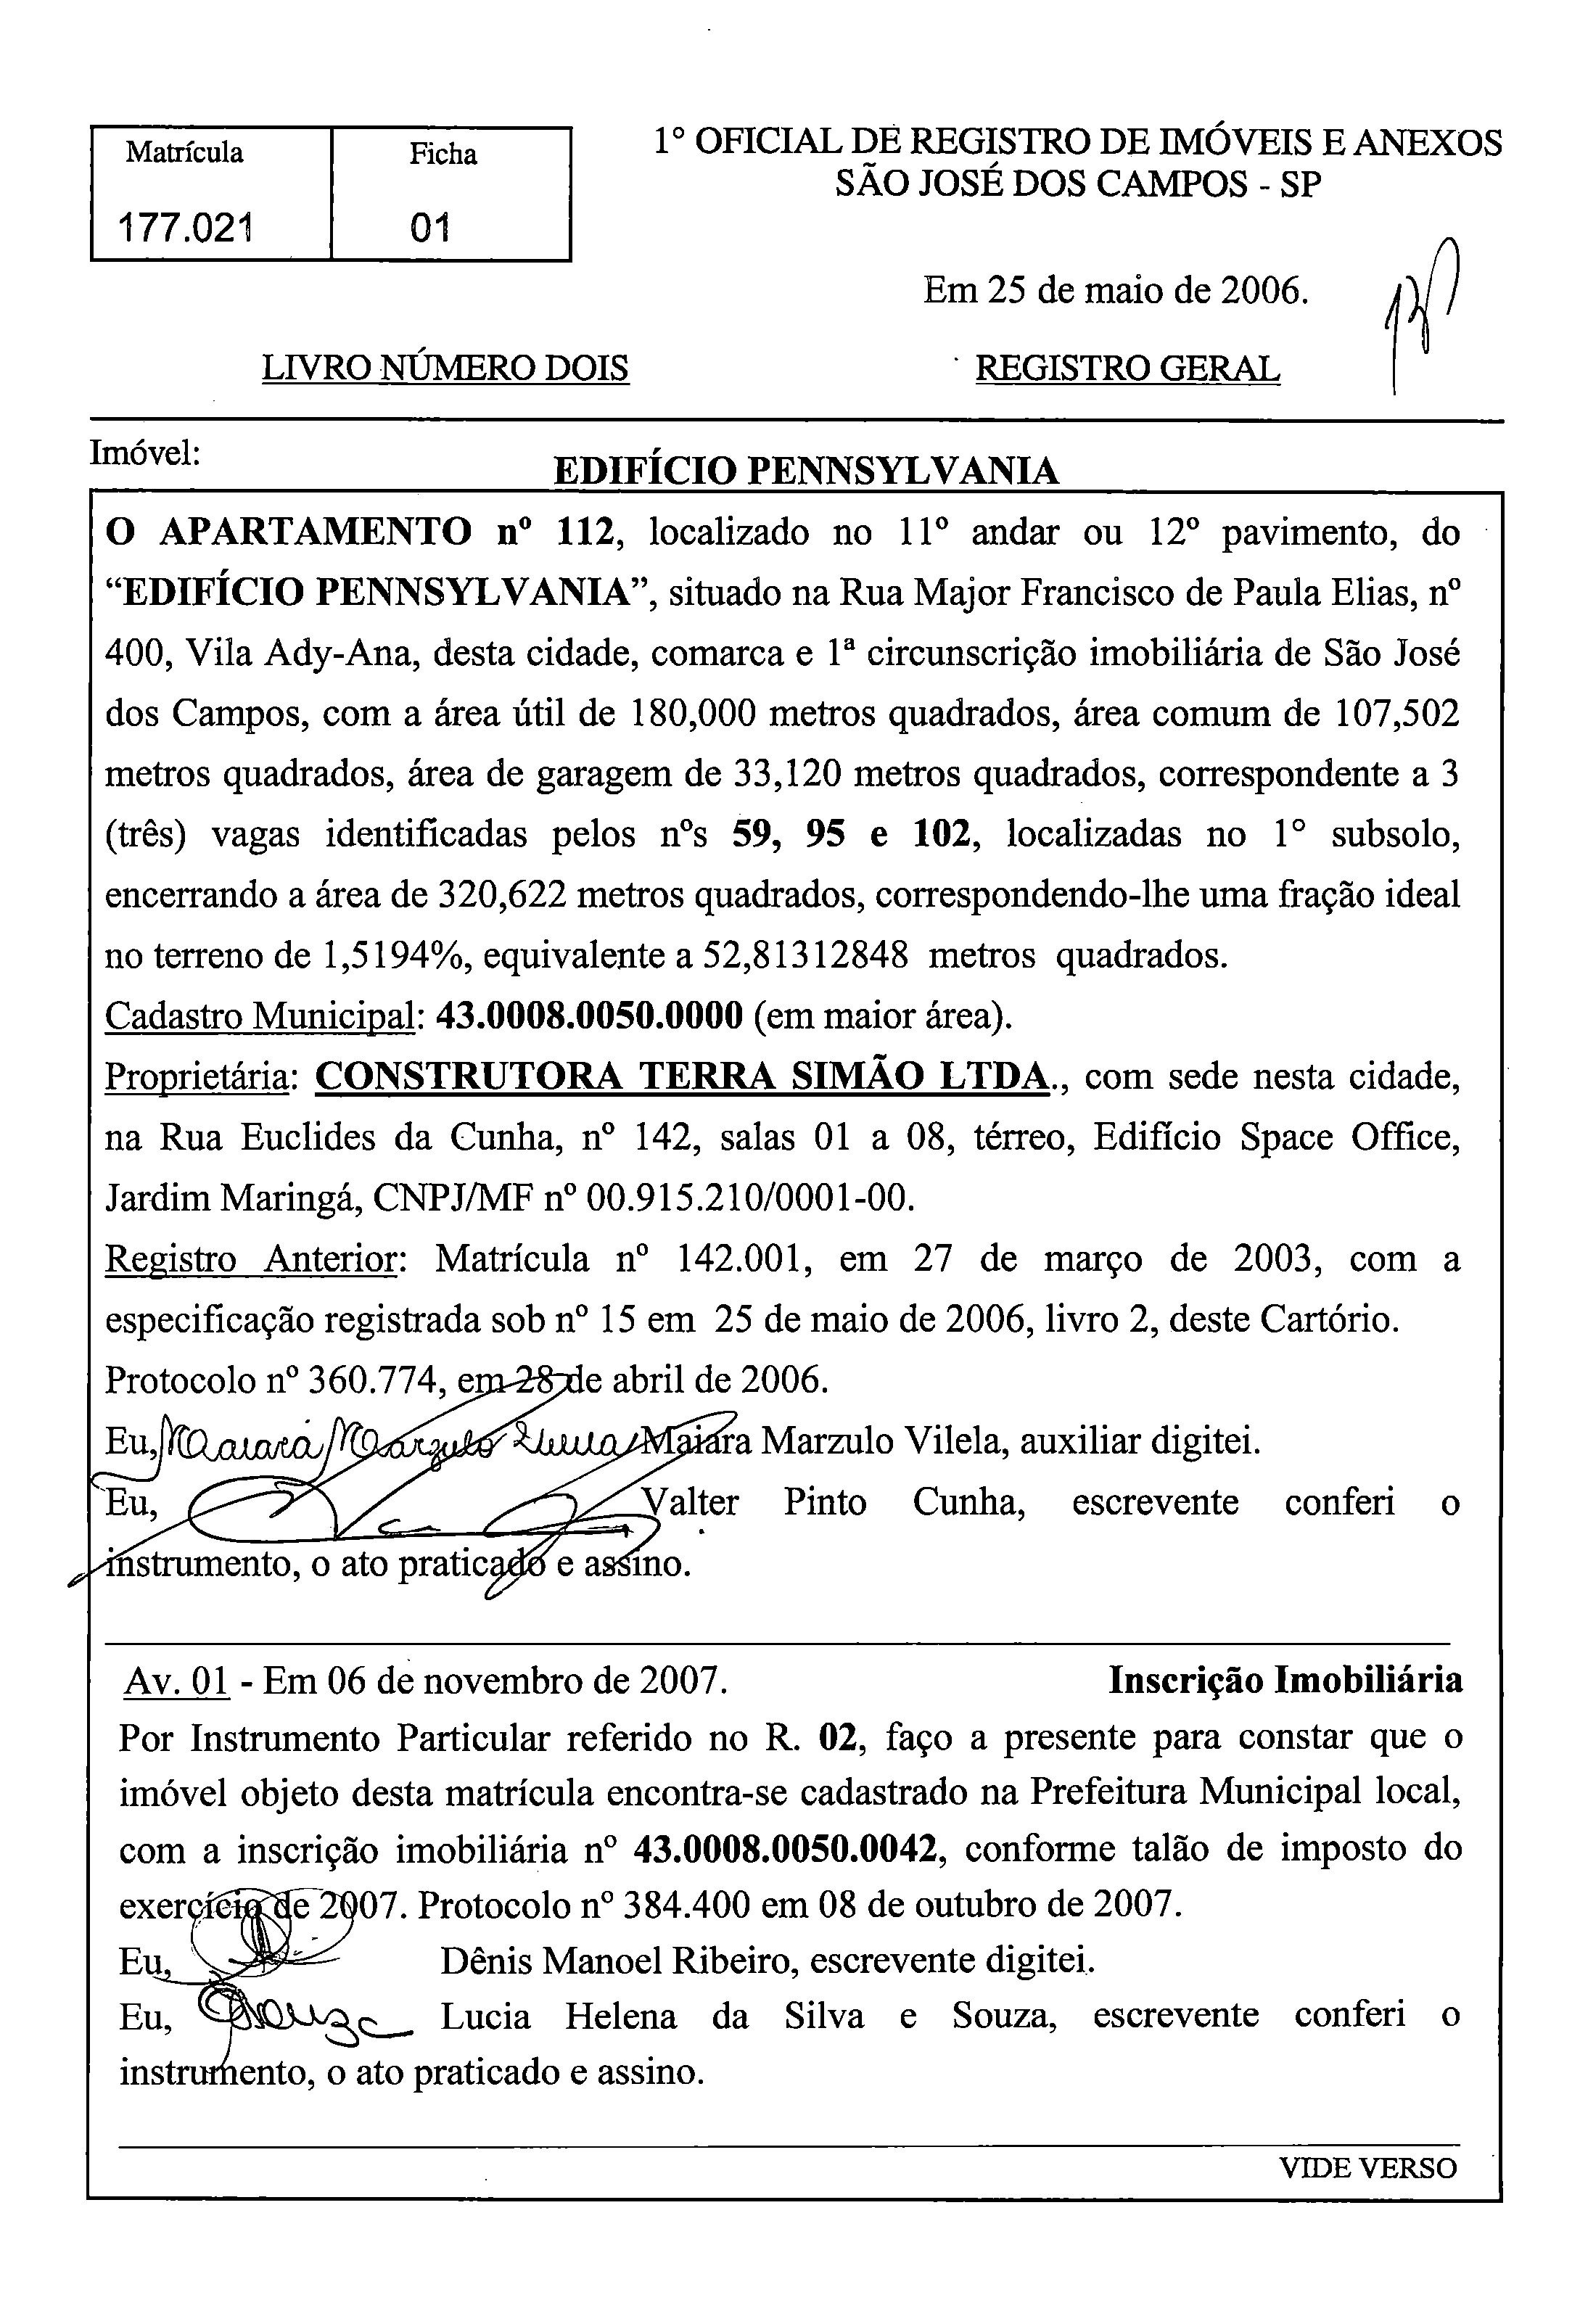 Matrícula
Ficha
177.021
01
1º OFICIAL DE REGISTRO DE IMÓVEIS E ANEXOS
SÃO JOSÉ DOS CAMPOS - SP
Em 25 de maio de 2006.
LIVRO NÚMERO DOIS
REGISTRO GERAL
Imóvel:
EDIFÍCIO PENNSYLVANIA
O APARTAMENTO nº 112, localizado no 11º andar ou 12º pavimento, do
“EDIFÍCIO PENNSYLVANIA”, situado na Rua Major Francisco de Paula Elias, nº
400, Vila Ady-Ana, desta cidade, comarca e 1ª circunscrição imobiliária de São José
dos Campos, com a área útil de 180,000 metros quadrados, área comum de 107,502
metros quadrados, área de garagem de 33,120 metros quadrados, correspondente a 3
(três) vagas identificadas pelos nºs 59, 95 e 102, localizadas no 1º subsolo,
encerrando a área de 320,622 metros quadrados, correspondendo-lhe uma fração ideal
no terreno de 1,5194%, equivalente a 52,81312848 metros quadrados.
Cadastro Municipal: 43.0008.0050.0000 (em maior área).
Proprietária: CONSTRUTORA TERRA SIMÃO LTDA., com sede nesta cidade,
na Rua Euclides da Cunha, nº 142, salas 01 a 08, térreo, Edifício Space Office,
Jardim Maringá, CNPJ/MF nº 00.915.210/0001-00.
Registro Anterior: Matrícula nº 142.001, em 27 de março de 2003, com a
especificação registrada sob nº 15 em 25 de maio de 2006, livro 2, deste Cartório.
Protocolo nº 360.774, em 28 de abril de 2006.
Eu, Maiara Marzulo Vilela, Maiara Marzulo Vilela, auxiliar digitei.
Eu, Valter Pinto Cunha, escrevente conferi o
instrumento, o ato praticado e assino.
Av. 01 - Em 06 de novembro de 2007. Inscrição Imobiliária
Por Instrumento Particular referido no R. 02, faço a presente para constar que o
imóvel objeto desta matrícula encontra-se cadastrado na Prefeitura Municipal local,
com a inscrição imobiliária nº 43.0008.0050.0042, conforme talão de imposto do
exercício de 2007. Protocolo nº 384.400 em 08 de outubro de 2007.
Eu, Dênis Manoel Ribeiro, escrevente digitei.
Eu, Lucia Helena da Silva e Souza, escrevente conferi o
instrumento, o ato praticado e assino.
VIDE VERSO